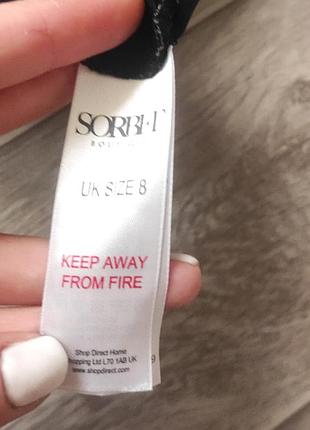 SORBET
UK SIZE 8
KEEP AWAY
FROM FIRE
Shop Direct Home
Shopping Ltd L70 1AB UK
www.shopdirect.com
9